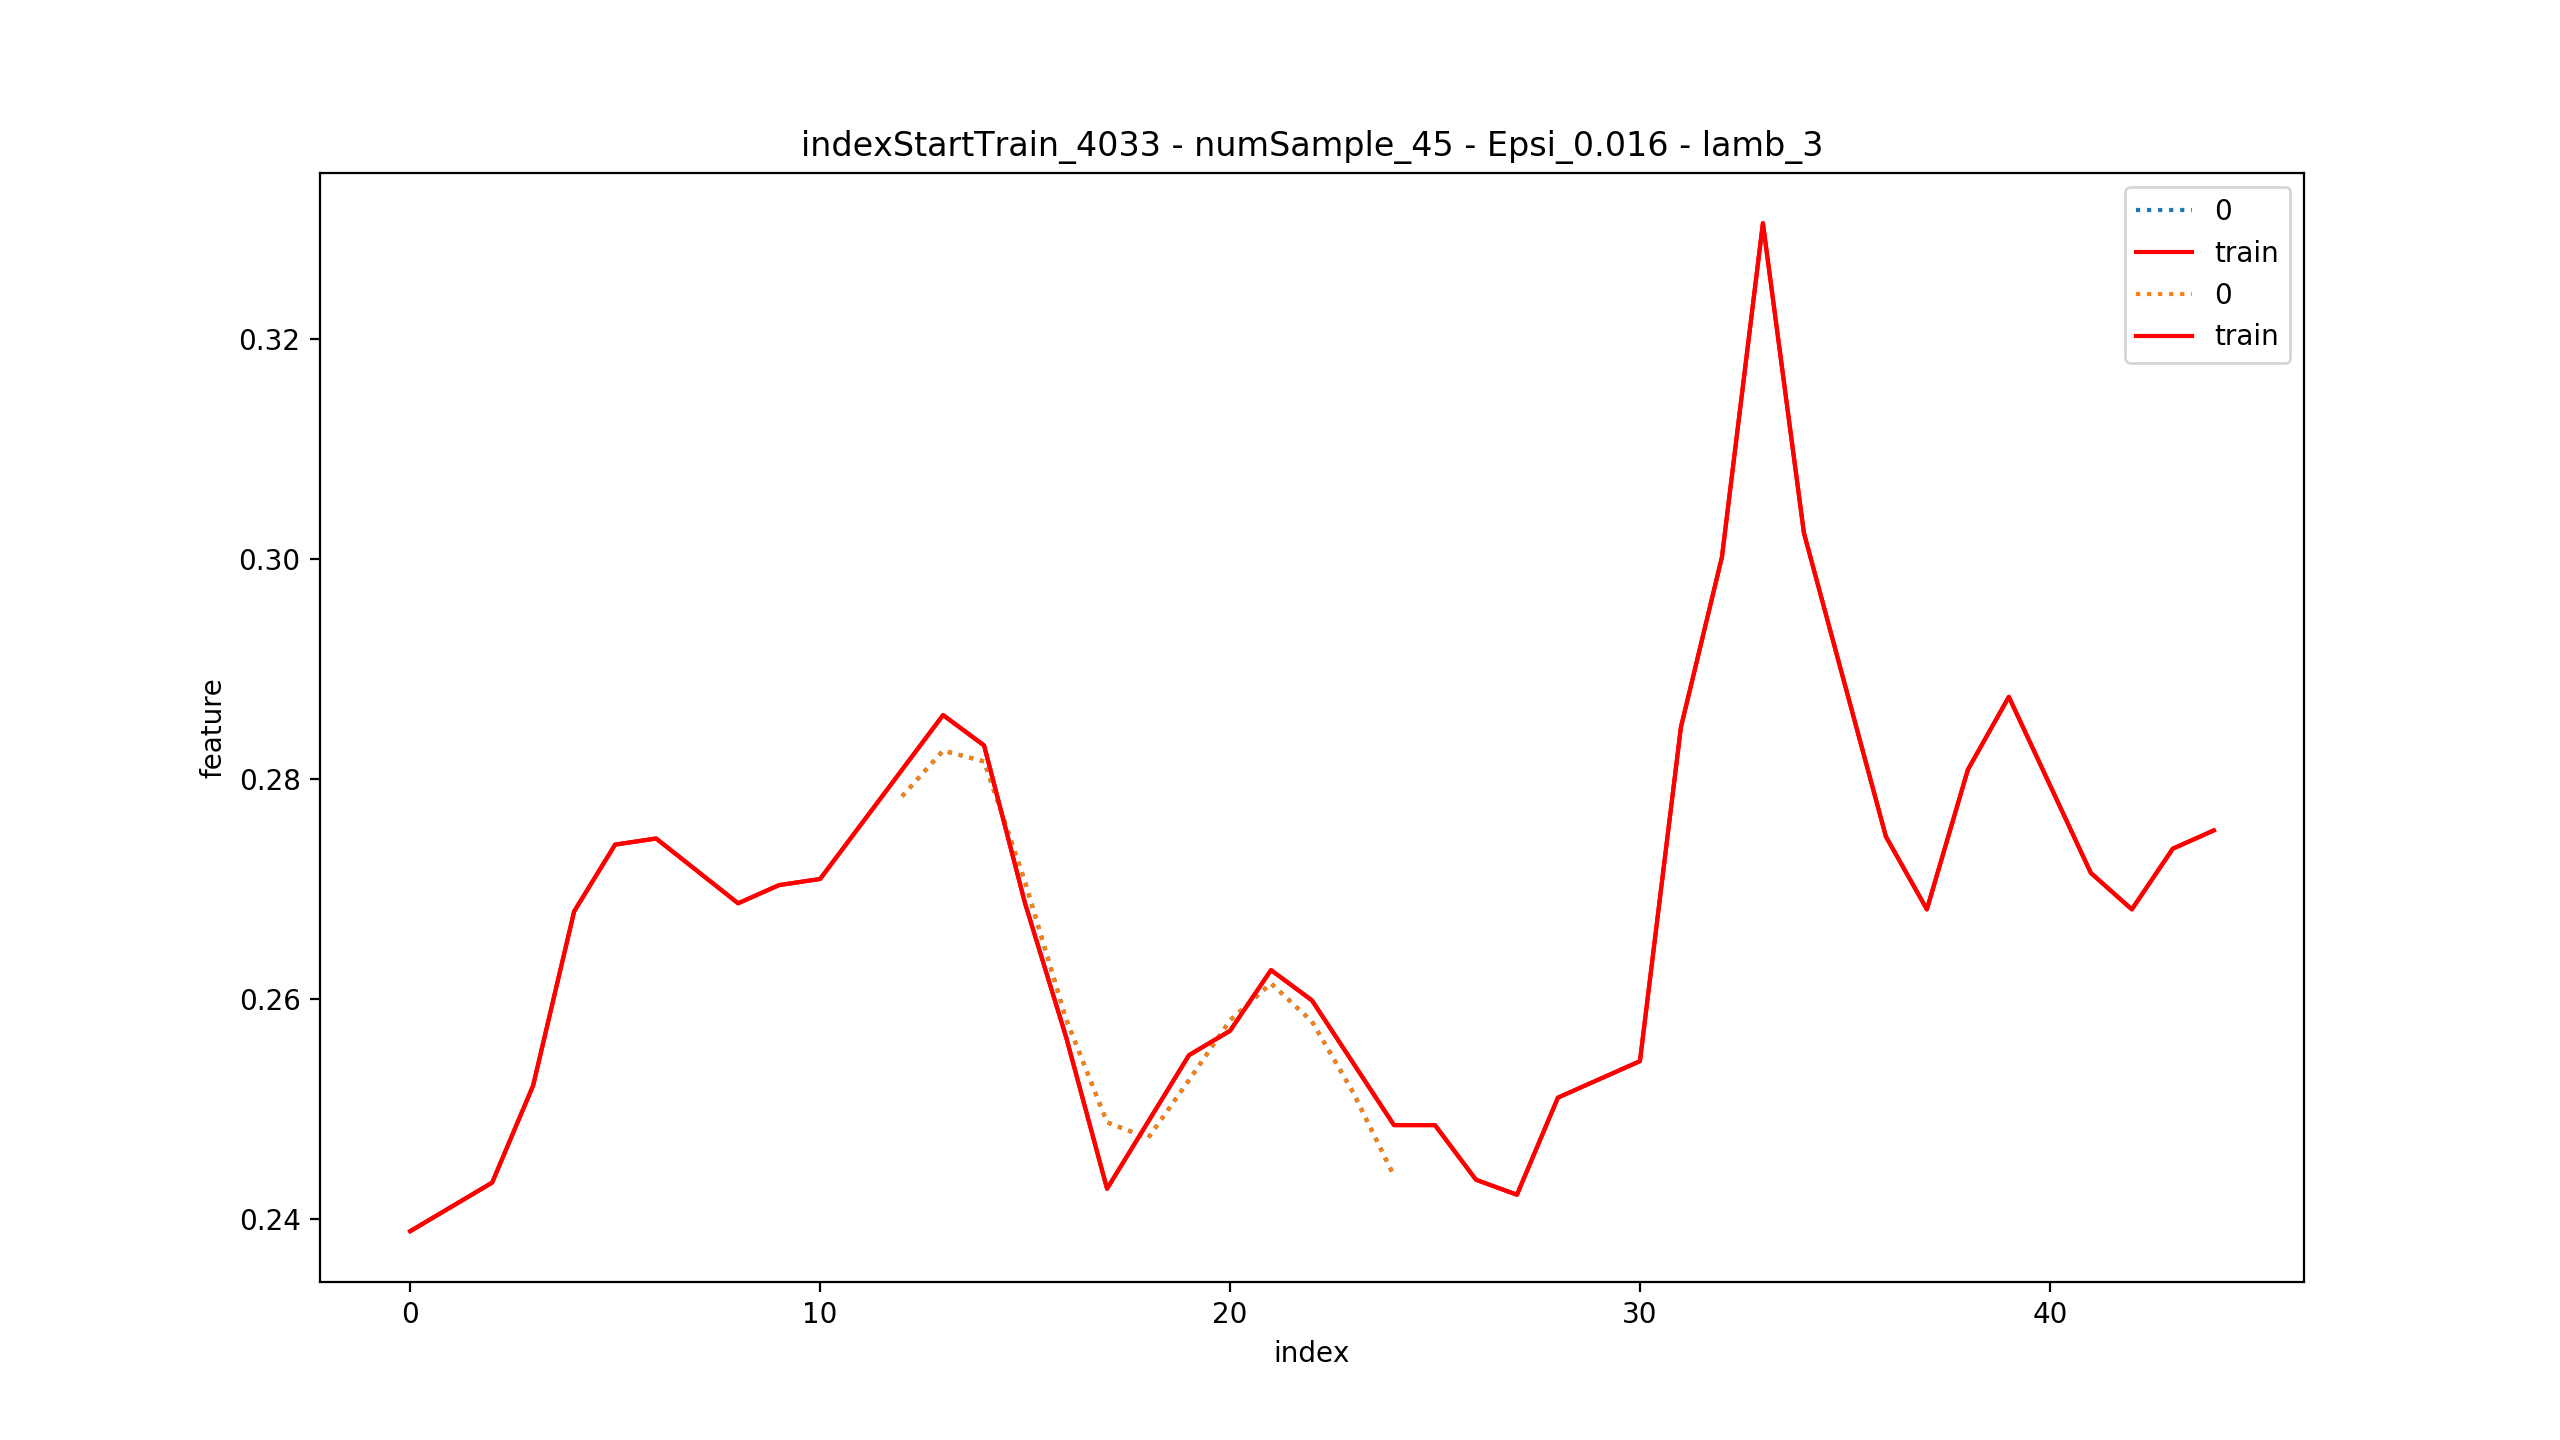 indexStartTrain_4033 - numSample_45 - Epsi_0.016 - lamb_3
0
train
0
train
0.32
0.30
0.28
0.26
0.24
feature
0 10 20 30 40
index